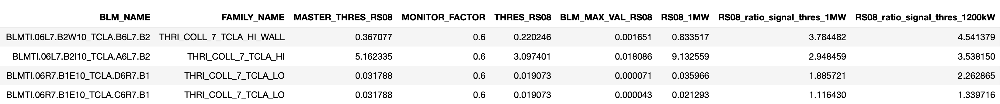 BLM_NAME FAMILY_NAME MASTER_THRES_RS08 MONITOR_FACTOR THRES_RS08 BLM_MAX_VAL_RS08 RS08_1MW RS08_ratio_signal_thres_1MW RS08_ratio_signal_thres_1200kW
BLMTI.06L7.B2W10_TCLA.B6L7.B2 THRI_COLL_7_TCLA_HI_WALL 0.367077 0.6 0.220246 0.001651 0.833517 3.784482 4.541379
BLMTI.06L7.B2I10_TCLA.A6L7.B2 THRI_COLL_7_TCLA_HI 5.162335 0.6 3.097401 0.018086 9.132559 2.948459 3.538150
BLMTI.06R7.B1E10_TCLA.D6R7.B1 THRI_COLL_7_TCLA_LO 0.031788 0.6 0.019073 0.000071 0.035966 1.885721 2.262865
BLMTI.06R7.B1E10_TCLA.C6R7.B1 THRI_COLL_7_TCLA_LO 0.031788 0.6 0.019073 0.000043 0.021293 1.116430 1.339716